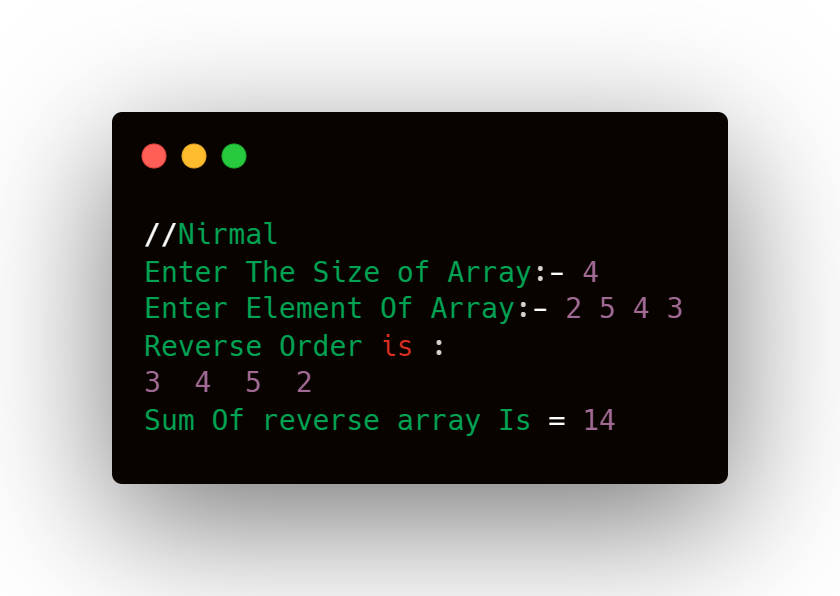 //Nirmal
Enter The Size of Array:- 4
Enter Element Of Array:- 2 5 4 3
Reverse Order is :
3  4  5  2
Sum Of reverse array Is = 14